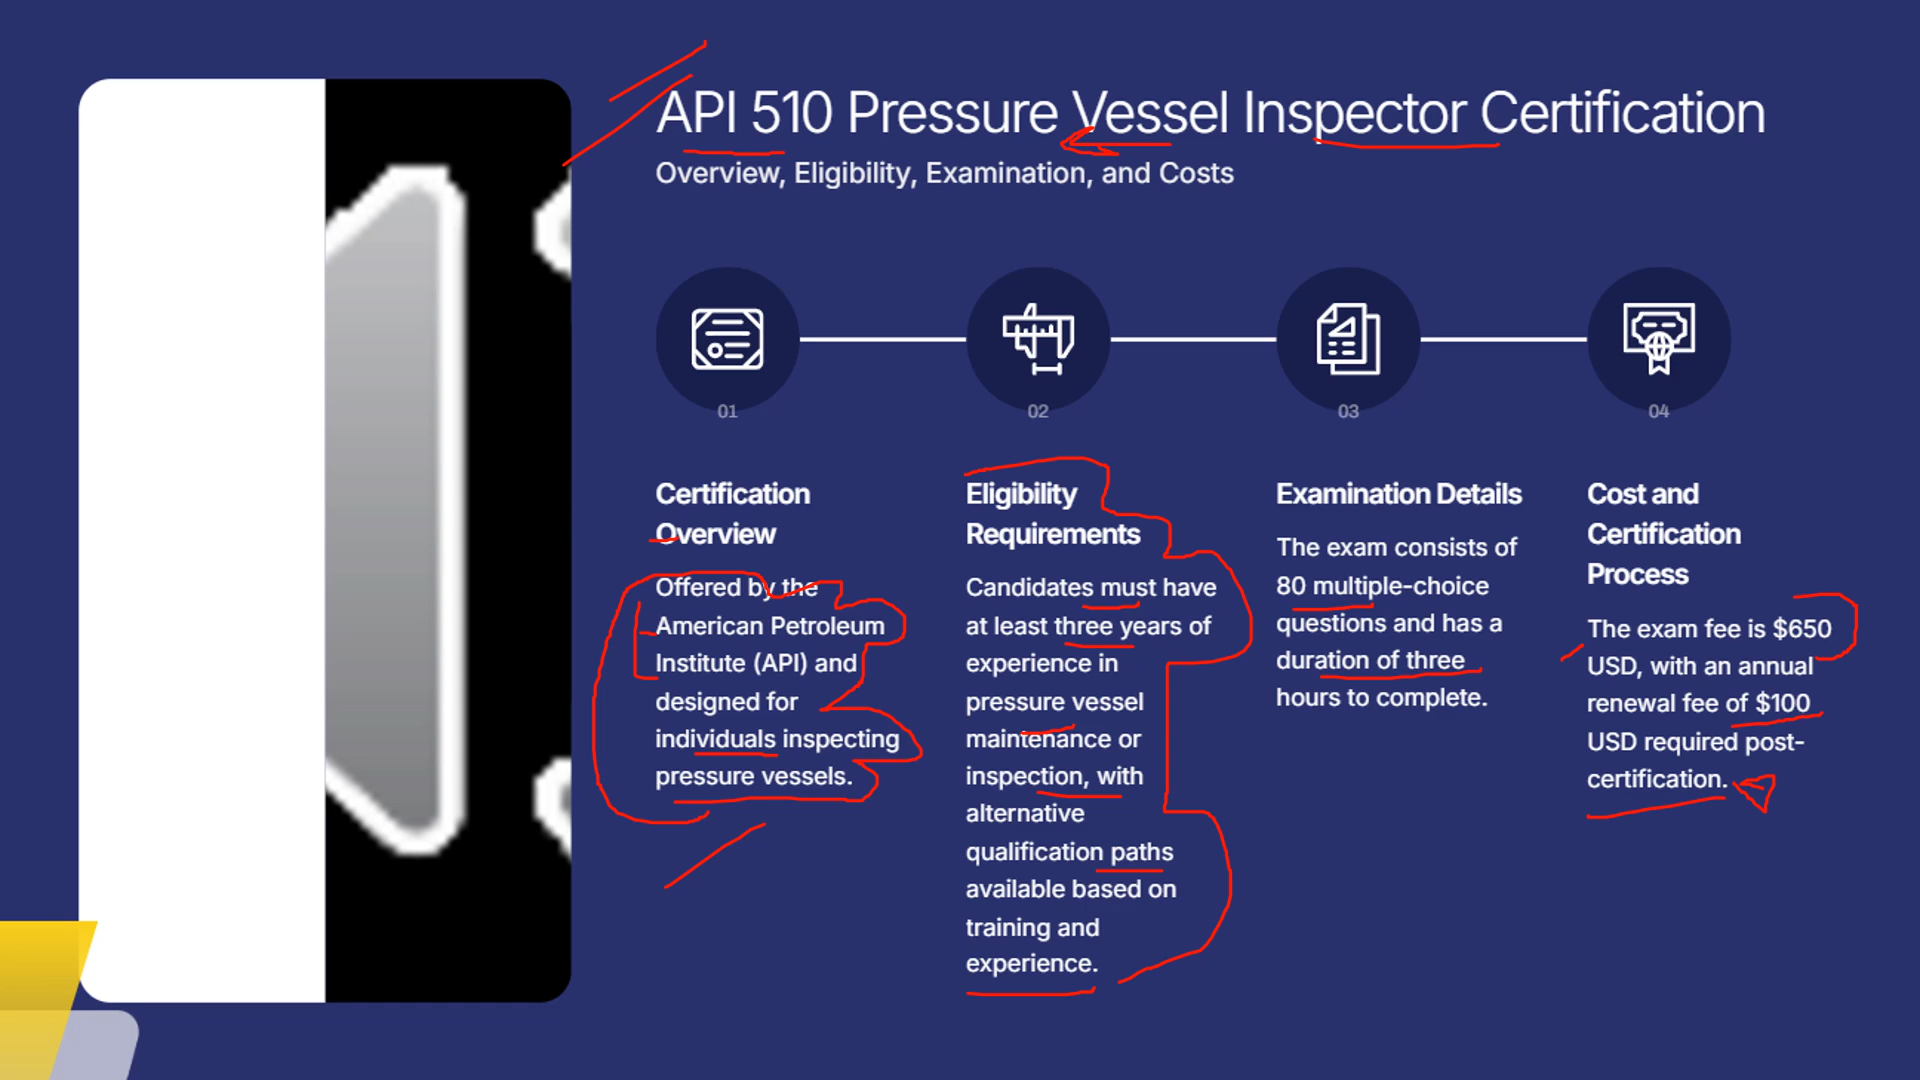 API 510 Pressure Vessel Inspector Certification
Overview, Eligibility, Examination, and Costs
01
02
03
04
Certification
Overview
Offered by the
American Petroleum
Institute (API) and
designed for
individuals inspecting
pressure vessels.
Eligibility
Requirements
Candidates must have
at least three years of
experience in
pressure vessel
maintenance or
inspection, with
alternative
qualification paths
available based on
training and
experience.
Examination Details
The exam consists of
80 multiple-choice
questions and has a
duration of three
hours to complete.
Cost and
Certification
Process
The exam fee is $650
USD, with an annual
renewal fee of $100
USD required post-
certification.